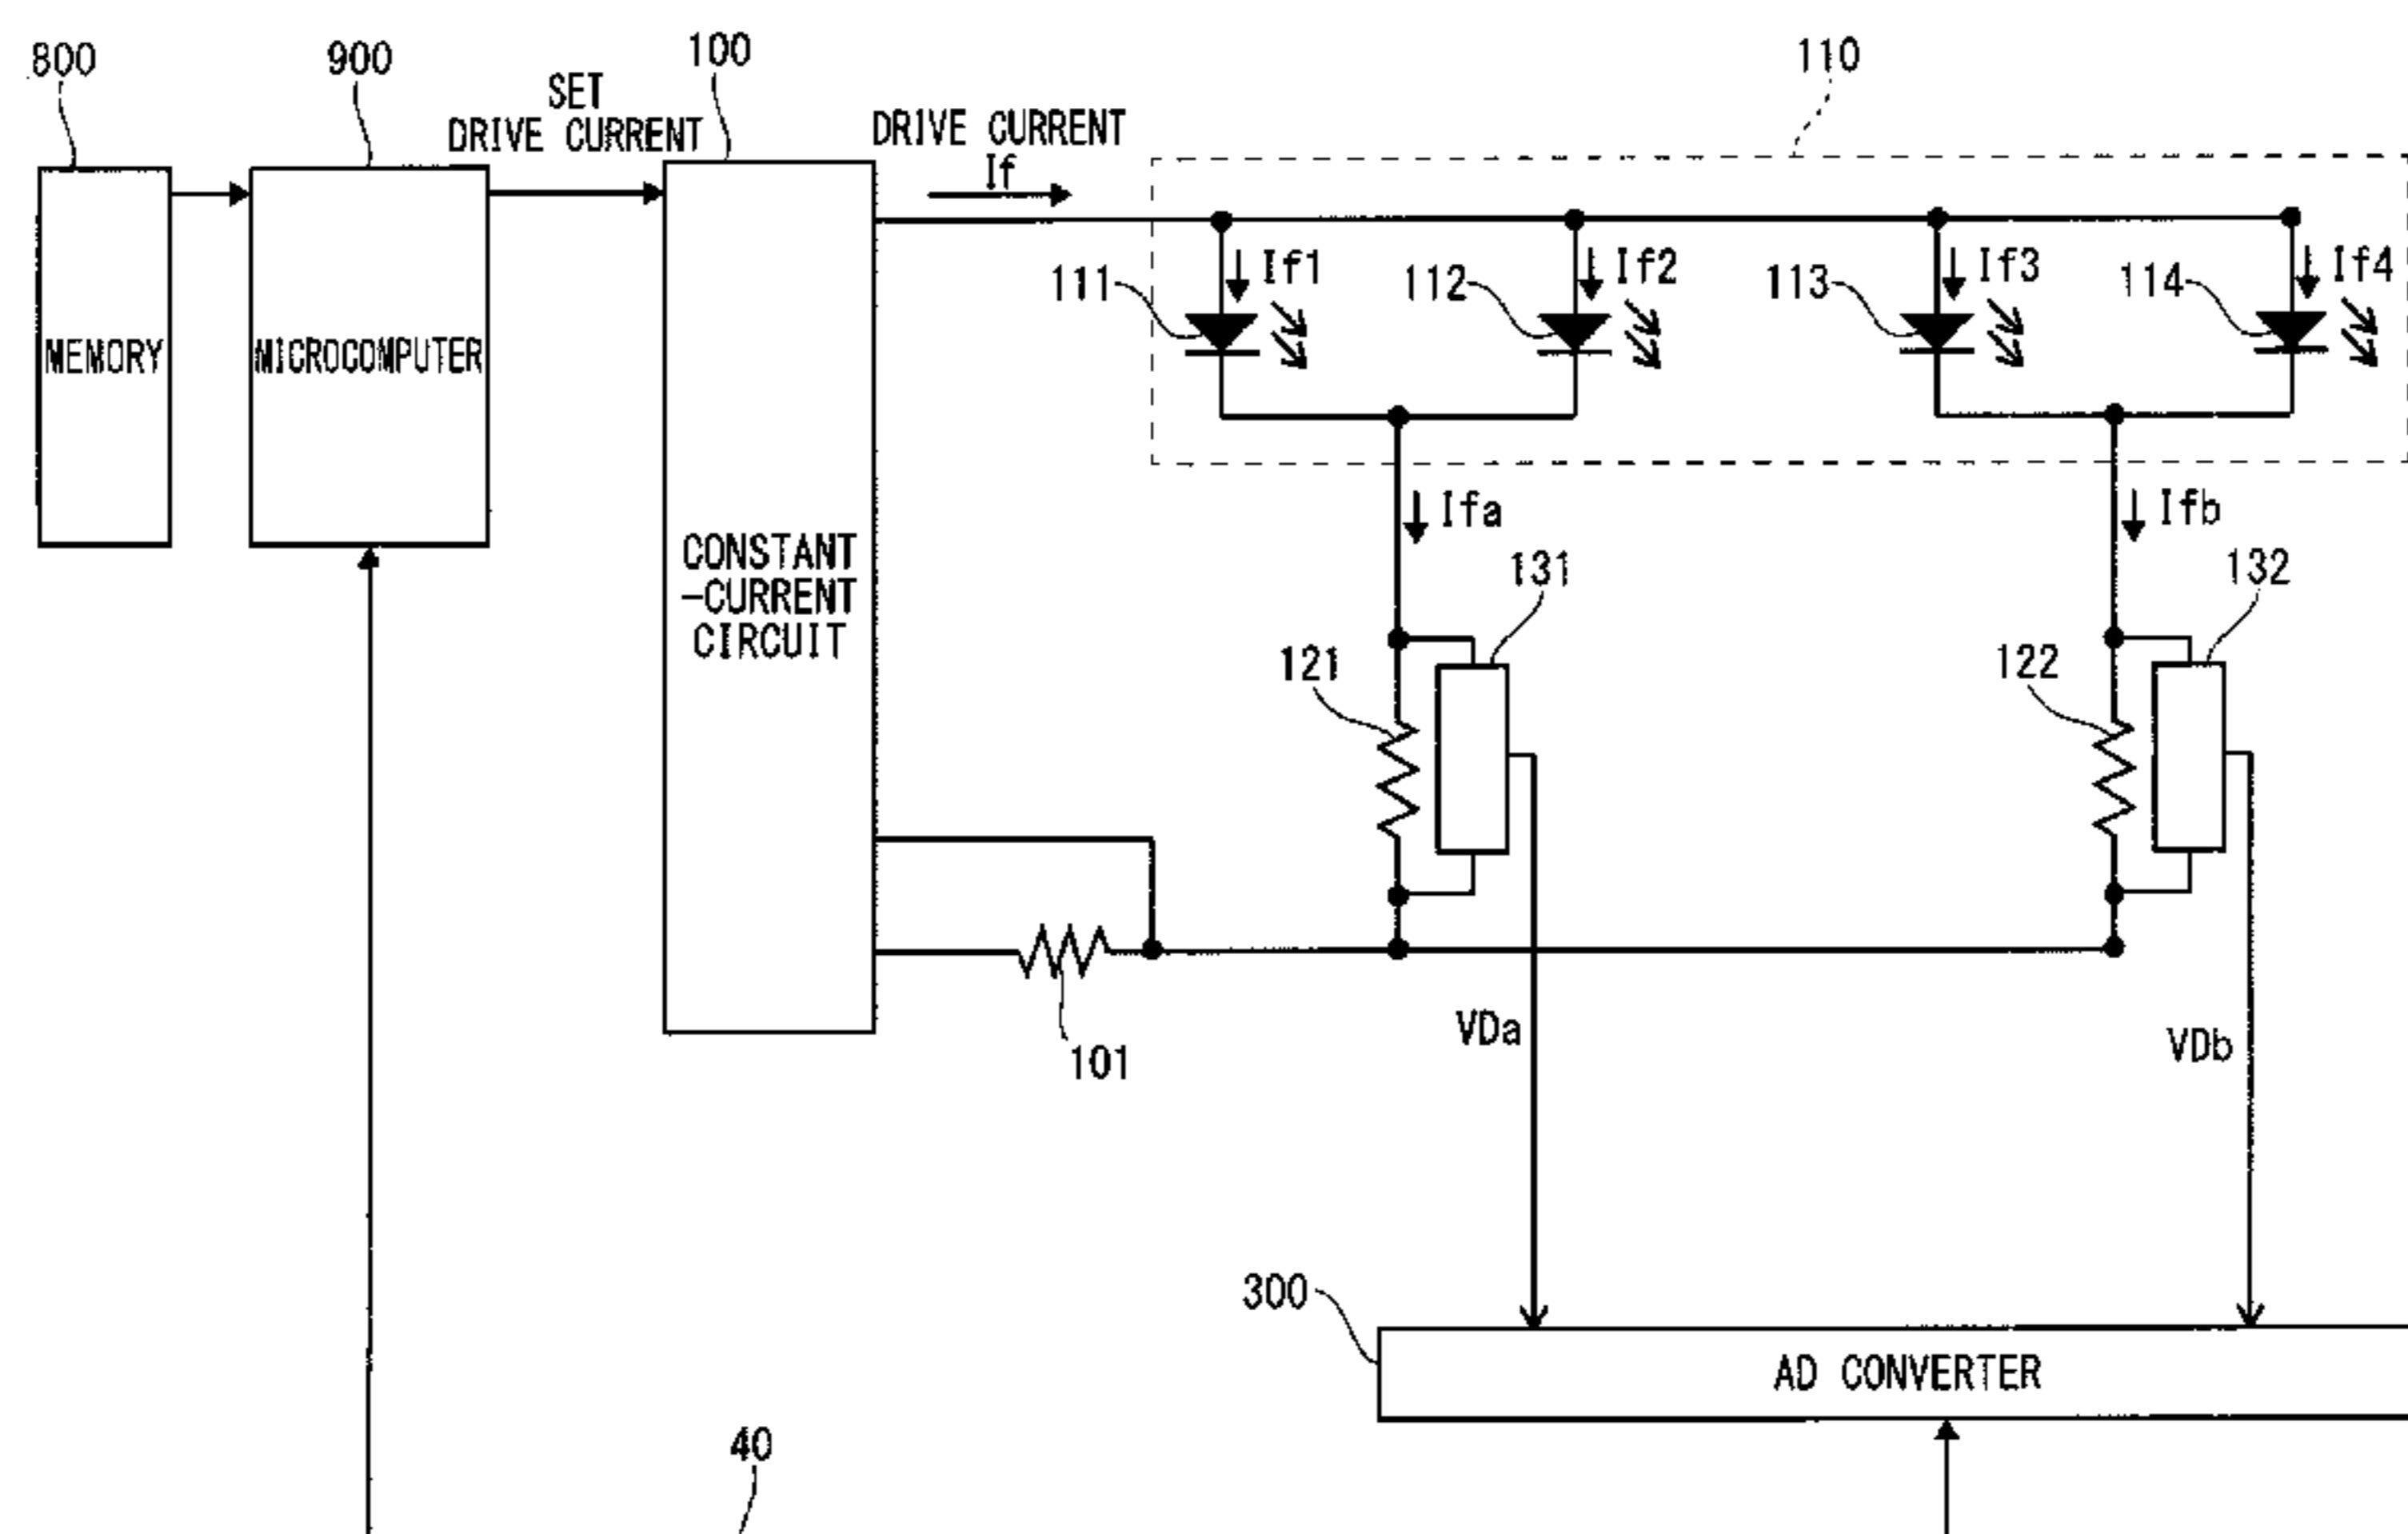 800
900
SET
DRIVE CURRENT
100
DRIVE CURRENT
If
110
111
If1
112
If2
113
If3
114
If4
MEMORY
MICROCOMPUTER
CONSTANT
-CURRENT
CIRCUIT
Ifa
Ifb
131
132
121
122
101
VDa
VDb
300
AD CONVERTER
40